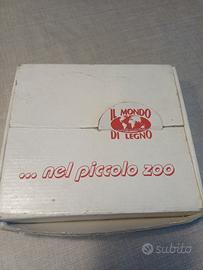 IL MONDO
DI LEGNO
... nel piccolo zoo
subito